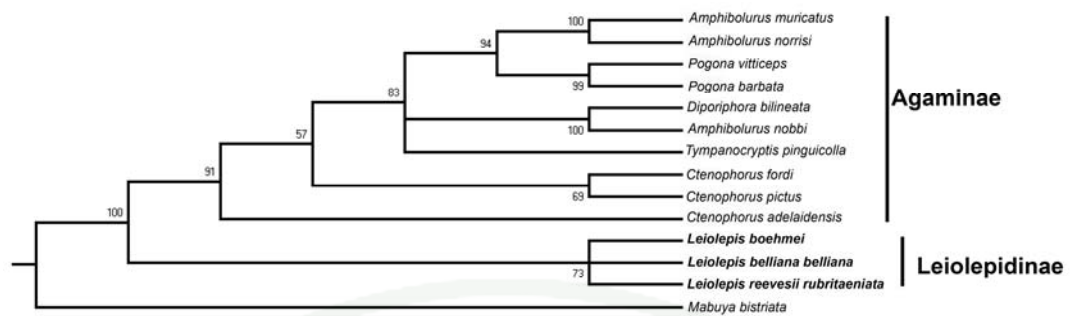 Amphibolurus muricatus
100
Amphibolurus norrisi
94
Pogona vitticeps
99
Pogona barbata
Agaminae
83
Diporiphora bilineata
100
Amphibolurus nobbi
57
Tympanocryptis pinguicolla
91
Ctenophorus fordi
69
Ctenophorus pictus
100
Ctenophorus adelaidensis
Leiolepis boehmei
Leiolepis belliana belliana
Leiolepidinae
73
Leiolepis reevesii rubritaeniata
Mabuya bistriata